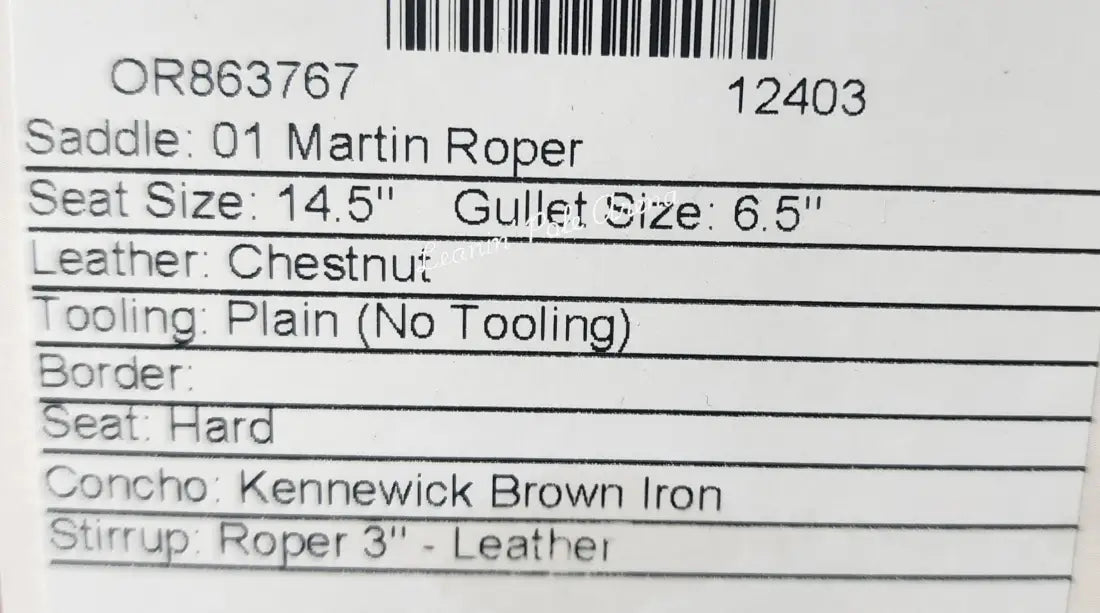 OR863767 12403
Saddle: 01 Martin Roper
Seat Size: 14.5" Gullet Size: 6.5"
Leather: Chestnut
Tooling: Plain (No Tooling)
Border:
Seat: Hard
Concho: Kennewick Brown Iron
Stirrup: Roper 3" - Leather